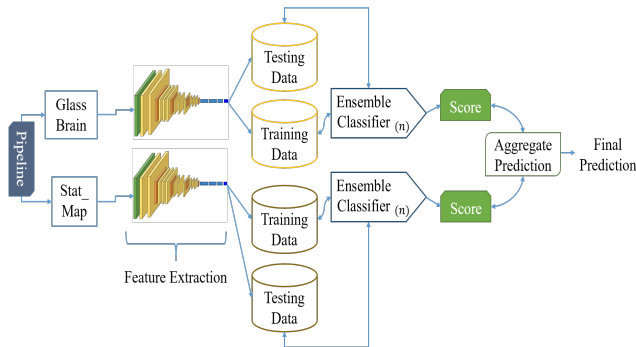 Pipeline
Glass
Brain
Stat_
Map
Feature Extraction
Testing
Data
Training
Data
Training
Data
Testing
Data
Ensemble
Classifier (n)
Ensemble
Classifier (n)
Score
Score
Aggregate
Prediction
Final
Prediction